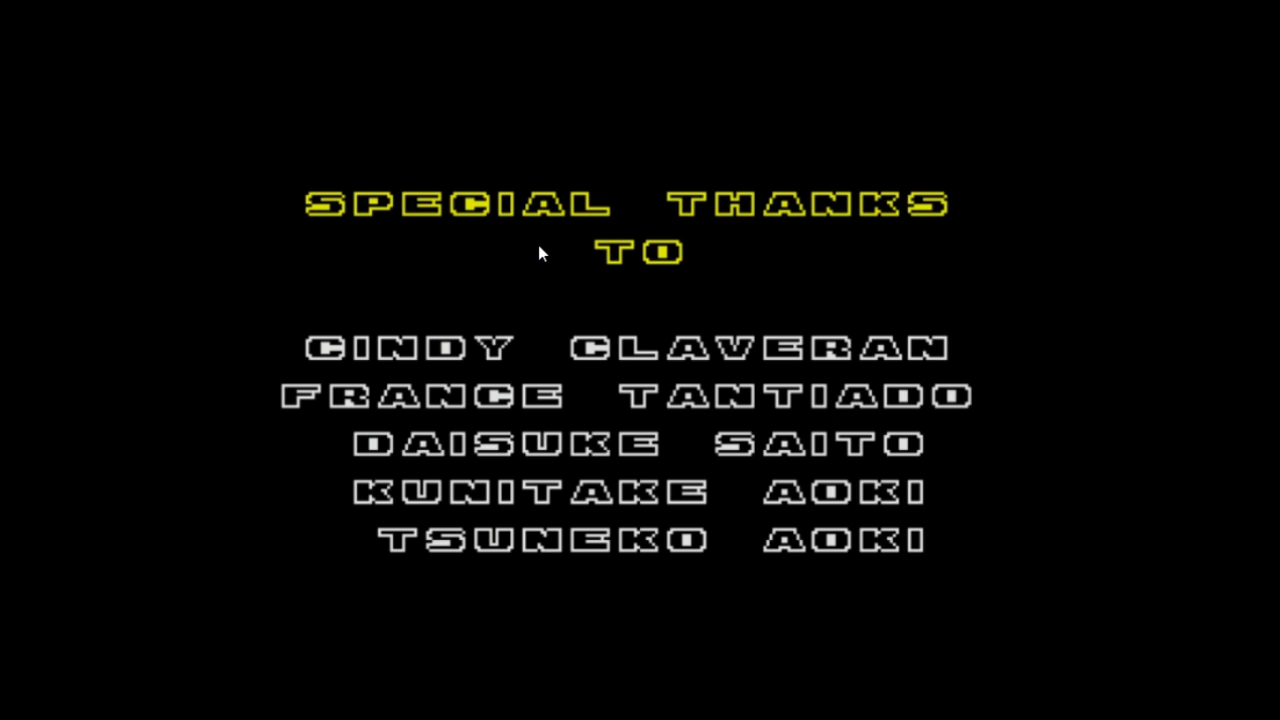 SPECIAL THANKS
TO
CINDY CLAVERAN
FRANCE TANTIADO
DAISUKE SAITO
KUNITAKE AOKI
TSUNEKO AOKI